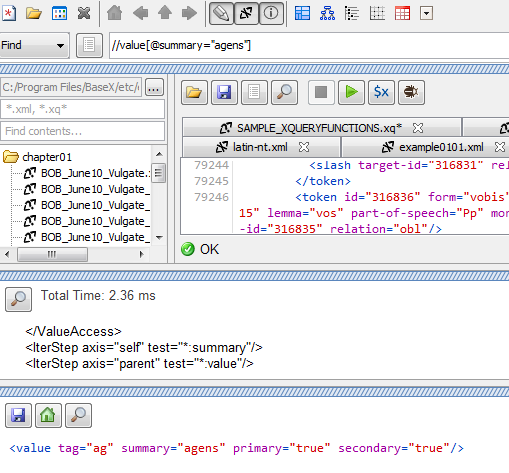 Find
//value[@summary="agens"]
C:/Program Files/BaseX/etc/
...
*.xml, *.xq*
Find contents...
chapter01
BOB_June10_Vulgate.
BOB_June10_Vulgate_
BOB_June10_Vulgate_
BOB_June10_Vulgate_
$x
SAMPLE_XQUERYFUNCTIONS.xq*
latin-nt.xml
example0101.xml
79244 <slash target-id="316831" rel
79245 </token>
79246 <token id="316836" form="vobis"
15" lemma="vos" part-of-speech="Pp" mor
-id="316835" relation="obl"/>
OK
Total Time: 2.36 ms
</ValueAccess>
<IterStep axis="self" test="*:summary"/>
<IterStep axis="parent" test="*:value"/>
<value tag="ag" summary="agens" primary="true" secondary="true"/>